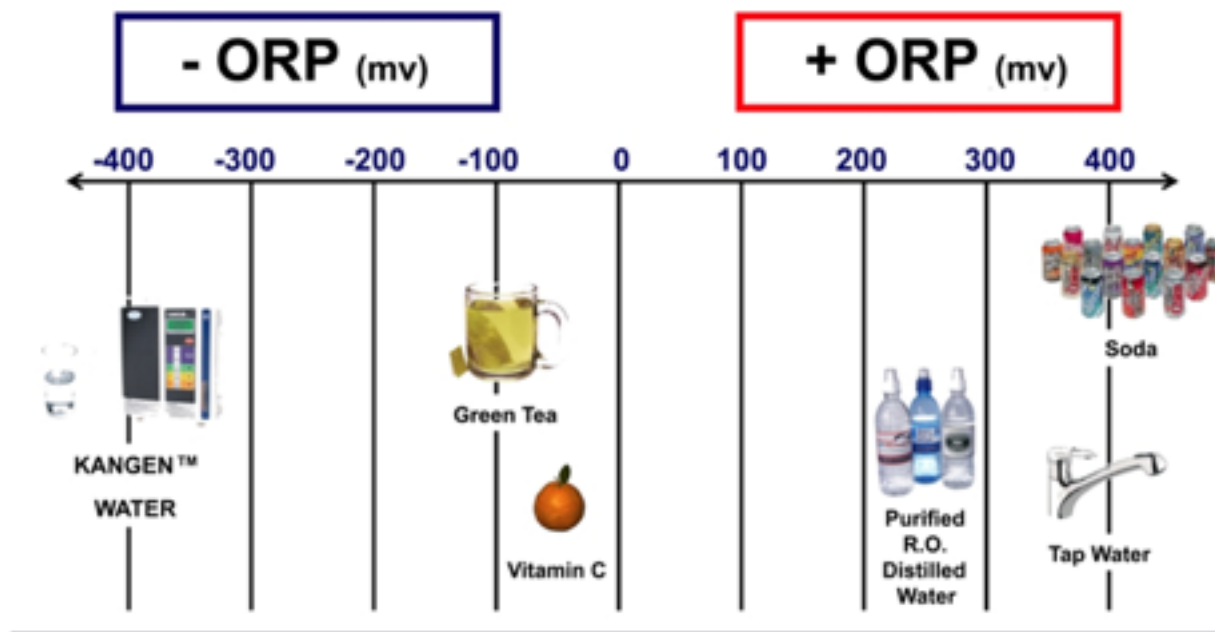 - ORP (mv)
+ ORP (mv)
-400 -300 -200 -100 0 100 200 300 400
Soda
Green Tea
KANGEN™
WATER
Purified
R.O.
Distilled
Water
Tap Water
Vitamin C